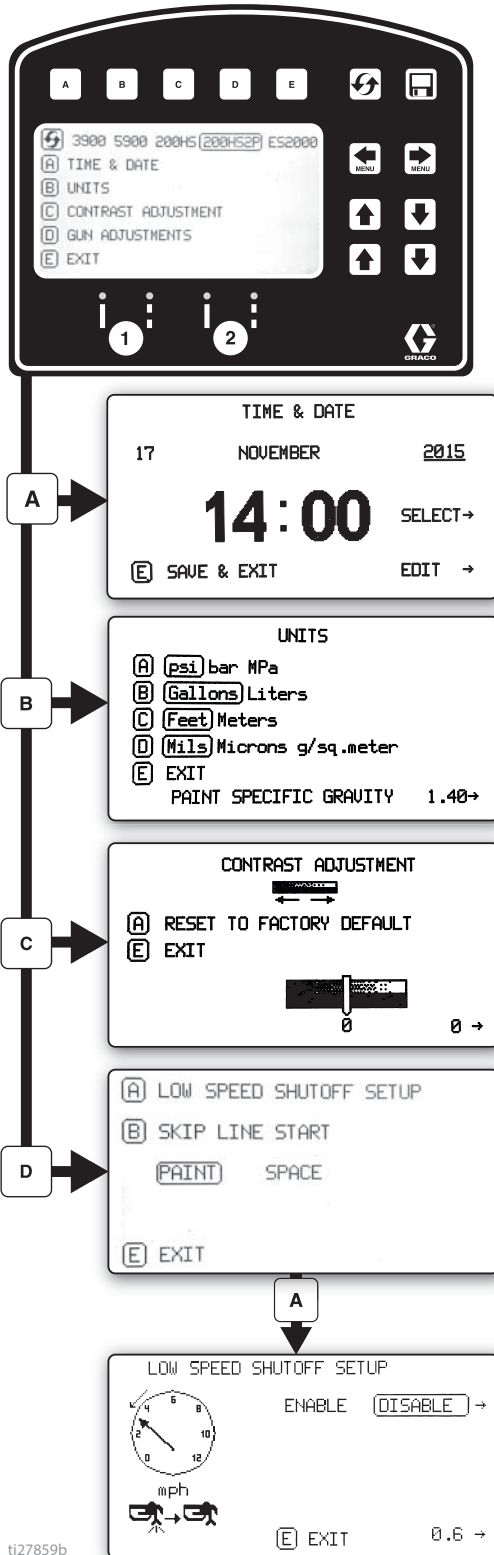 A B C D E
3900 5900 200HS 200HS2P ES2000
A TIME & DATE
B UNITS
C CONTRAST ADJUSTMENT
D GUN ADJUSTMENTS
E EXIT
MENU MENU
1 2
GRACO
A
TIME & DATE
17 NOVEMBER 2015
14:00 SELECT→
E SAVE & EXIT EDIT →
B
UNITS
A psi bar MPa
B Gallons Liters
C Feet Meters
D Mils Microns g/sq.meter
E EXIT
PAINT SPECIFIC GRAVITY 1.40→
C
CONTRAST ADJUSTMENT
A RESET TO FACTORY DEFAULT
E EXIT
0 0 →
D
A LOW SPEED SHUTOFF SETUP
B SKIP LINE START
PAINT SPACE
E EXIT
A
LOW SPEED SHUTOFF SETUP
ENABLE DISABLE →
0 2 4 6 8 10 12
mph
E EXIT 0.6 →
ti27859b